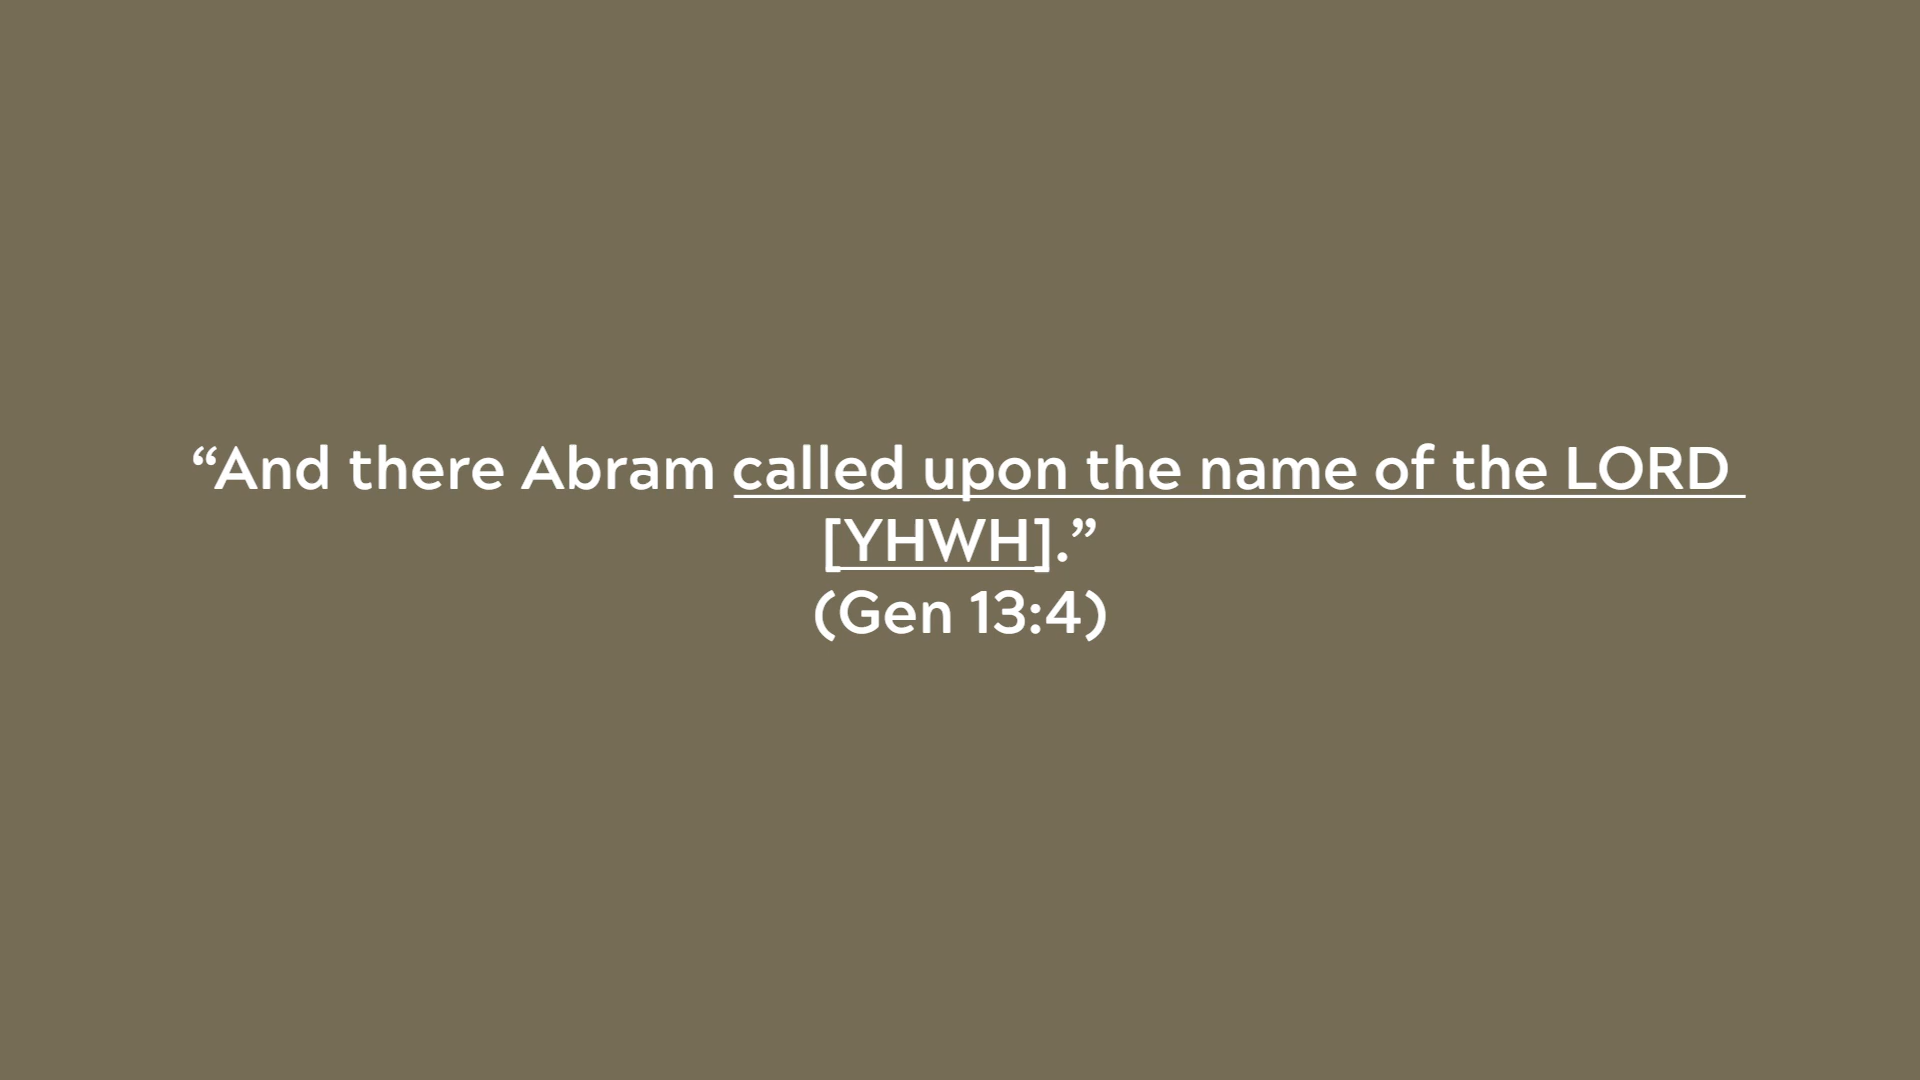 “And there Abram called upon the name of the LORD
[YHWH].”
(Gen 13:4)